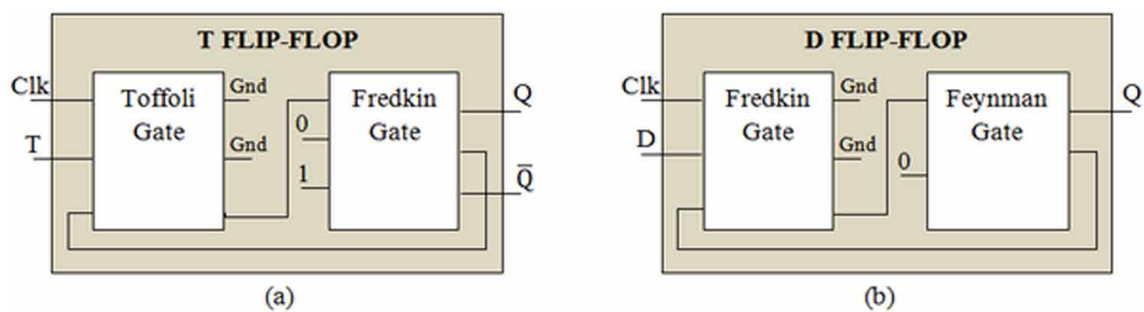 T FLIP-FLOP
Clk
Toffoli
Gate
Gnd
T
Gnd
0
1
Fredkin
Gate
Q
Q̅
(a)
D FLIP-FLOP
Clk
Fredkin
Gate
Gnd
D
Gnd
0
Feynman
Gate
Q
(b)